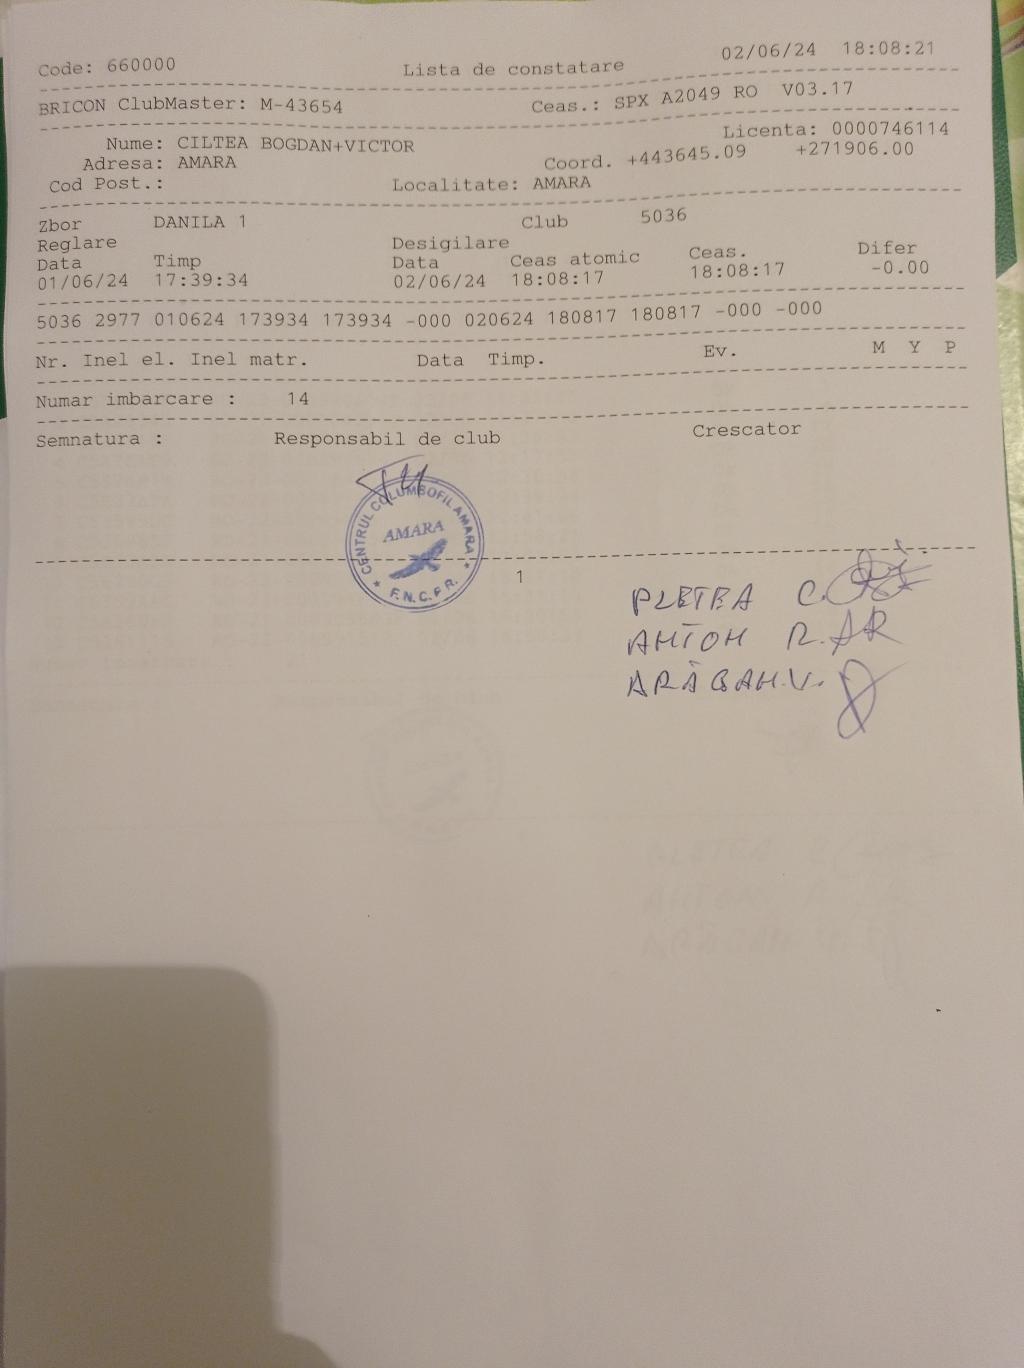 Code: 660000 Lista de constatare 02/06/24 18:08:21
BRICON ClubMaster: M-43654 Ceas.: SPX A2049 RO V03.17
Nume: CILTEA BOGDAN+VICTOR Licenta: 0000746114
Adresa: AMARA Coord. +443645.09 +271906.00
Cod Post.: Localitate: AMARA
Zbor DANILA 1 Club 5036
Reglare Desigilare
Data Timp Data Ceas atomic Ceas. Difer
01/06/24 17:39:34 02/06/24 18:08:17 18:08:17 -0.00
5036 2977 010624 173934 173934 -000 020624 180817 180817 -000 -000
Nr. Inel el. Inel matr. Data Timp. Ev. M Y P
Numar imbarcare : 14
Semnatura : Responsabil de club Crescator
CENTRUL COLUMBOFIL AMARA
AMARA
* F.N.C.P.R. *
1
PLETEA C.
ANTON R. AR
ARĂGAN.V.